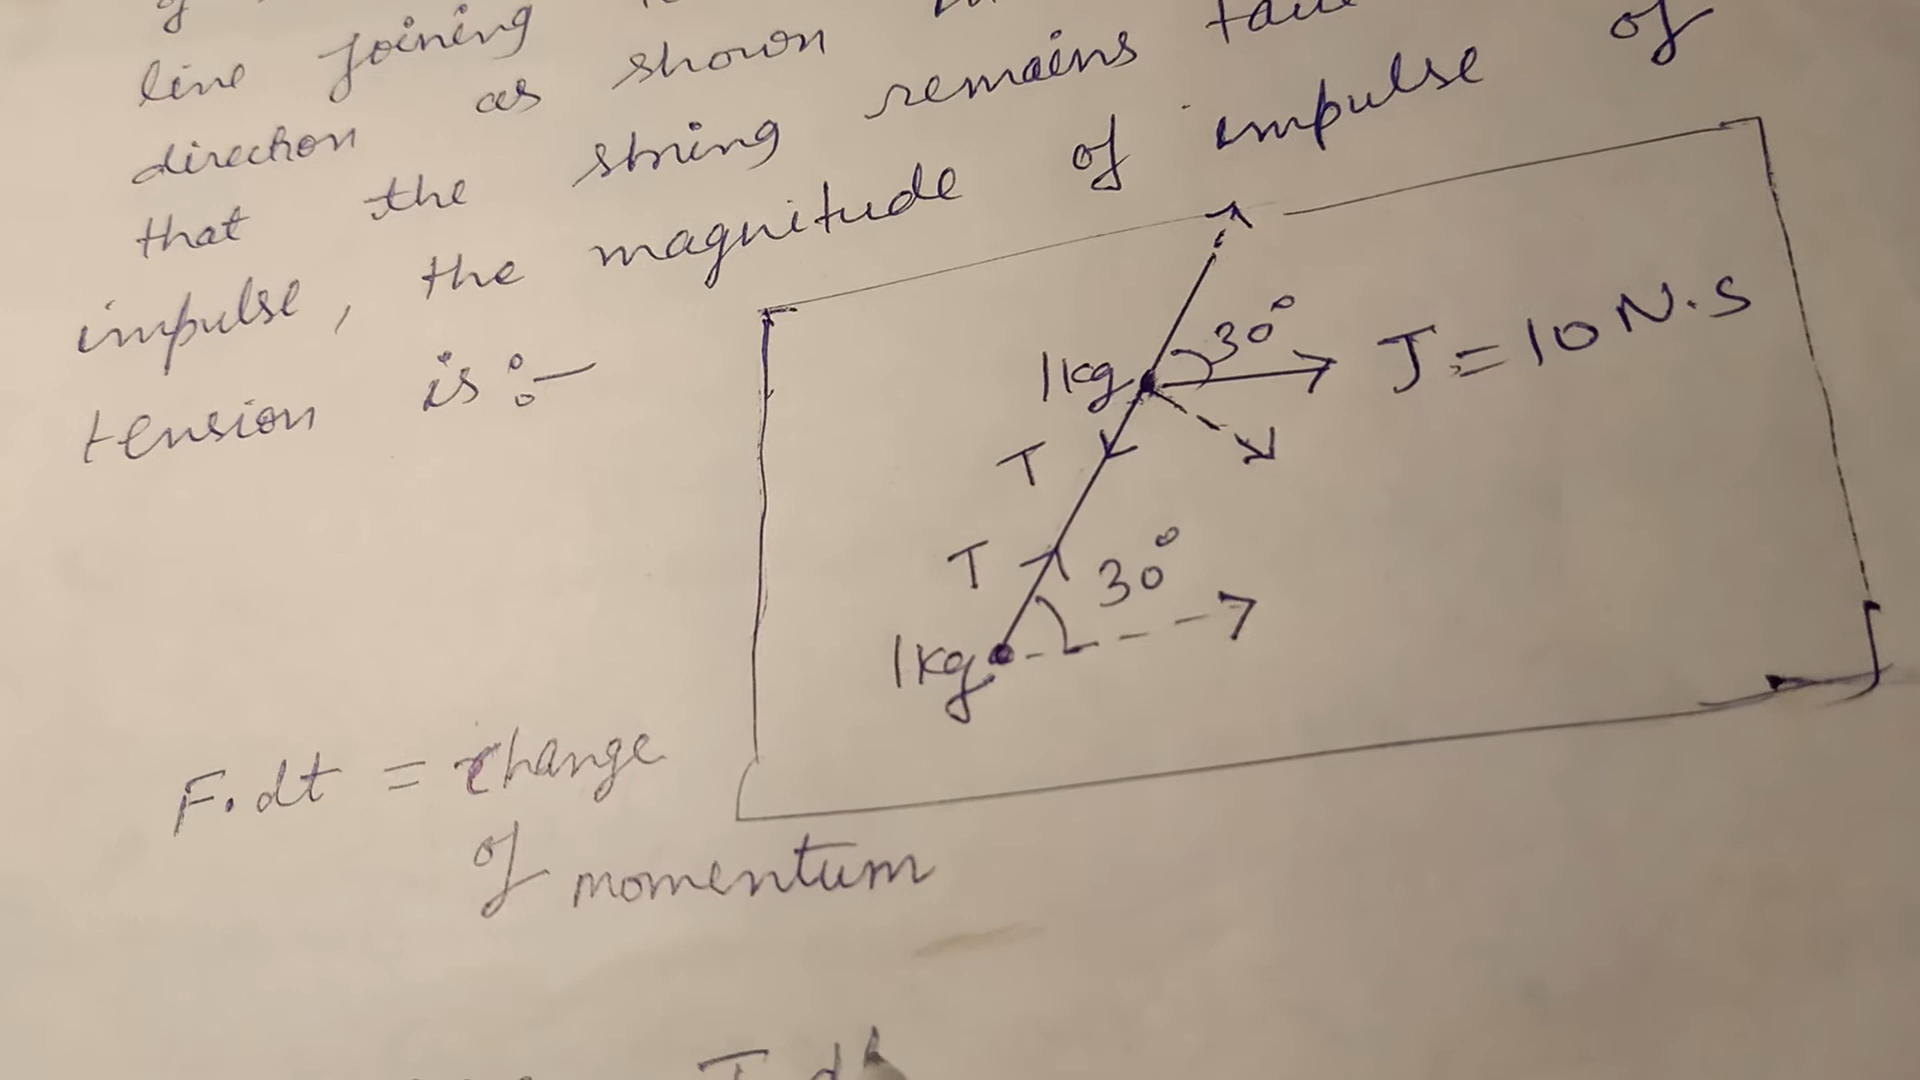 line joining
direction as shown
that the string remains
impulse, the magnitude of impulse of
tension is :-
30°
1kg
J = 10 N.S
T
T
30°
1kg
F.dt = change
of momentum